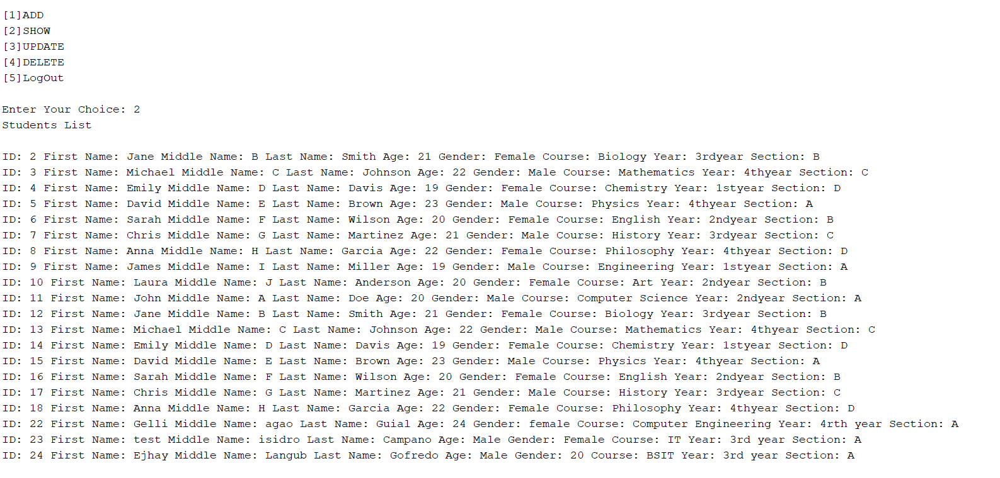 [1]ADD
[2]SHOW
[3]UPDATE
[4]DELETE
[5]LogOut
Enter Your Choice: 2
Students List
ID: 2 First Name: Jane Middle Name: B Last Name: Smith Age: 21 Gender: Female Course: Biology Year: 3rdyear Section: B
ID: 3 First Name: Michael Middle Name: C Last Name: Johnson Age: 22 Gender: Male Course: Mathematics Year: 4thyear Section: C
ID: 4 First Name: Emily Middle Name: D Last Name: Davis Age: 19 Gender: Female Course: Chemistry Year: 1styear Section: D
ID: 5 First Name: David Middle Name: E Last Name: Brown Age: 23 Gender: Male Course: Physics Year: 4thyear Section: A
ID: 6 First Name: Sarah Middle Name: F Last Name: Wilson Age: 20 Gender: Female Course: English Year: 2ndyear Section: B
ID: 7 First Name: Chris Middle Name: G Last Name: Martinez Age: 21 Gender: Male Course: History Year: 3rdyear Section: C
ID: 8 First Name: Anna Middle Name: H Last Name: Garcia Age: 22 Gender: Female Course: Philosophy Year: 4thyear Section: D
ID: 9 First Name: James Middle Name: I Last Name: Miller Age: 19 Gender: Male Course: Engineering Year: 1styear Section: A
ID: 10 First Name: Laura Middle Name: J Last Name: Anderson Age: 20 Gender: Female Course: Art Year: 2ndyear Section: B
ID: 11 First Name: John Middle Name: A Last Name: Doe Age: 20 Gender: Male Course: Computer Science Year: 2ndyear Section: A
ID: 12 First Name: Jane Middle Name: B Last Name: Smith Age: 21 Gender: Female Course: Biology Year: 3rdyear Section: B
ID: 13 First Name: Michael Middle Name: C Last Name: Johnson Age: 22 Gender: Male Course: Mathematics Year: 4thyear Section: C
ID: 14 First Name: Emily Middle Name: D Last Name: Davis Age: 19 Gender: Female Course: Chemistry Year: 1styear Section: D
ID: 15 First Name: David Middle Name: E Last Name: Brown Age: 23 Gender: Male Course: Physics Year: 4thyear Section: A
ID: 16 First Name: Sarah Middle Name: F Last Name: Wilson Age: 20 Gender: Female Course: English Year: 2ndyear Section: B
ID: 17 First Name: Chris Middle Name: G Last Name: Martinez Age: 21 Gender: Male Course: History Year: 3rdyear Section: C
ID: 18 First Name: Anna Middle Name: H Last Name: Garcia Age: 22 Gender: Female Course: Philosophy Year: 4thyear Section: D
ID: 22 First Name: Gelli Middle Name: agao Last Name: Guial Age: 24 Gender: female Course: Computer Engineering Year: 4rth year Section: A
ID: 23 First Name: test Middle Name: isidro Last Name: Campano Age: Male Gender: Female Course: IT Year: 3rd year Section: A
ID: 24 First Name: Ejhay Middle Name: Langub Last Name: Gofredo Age: Male Gender: 20 Course: BSIT Year: 3rd year Section: A